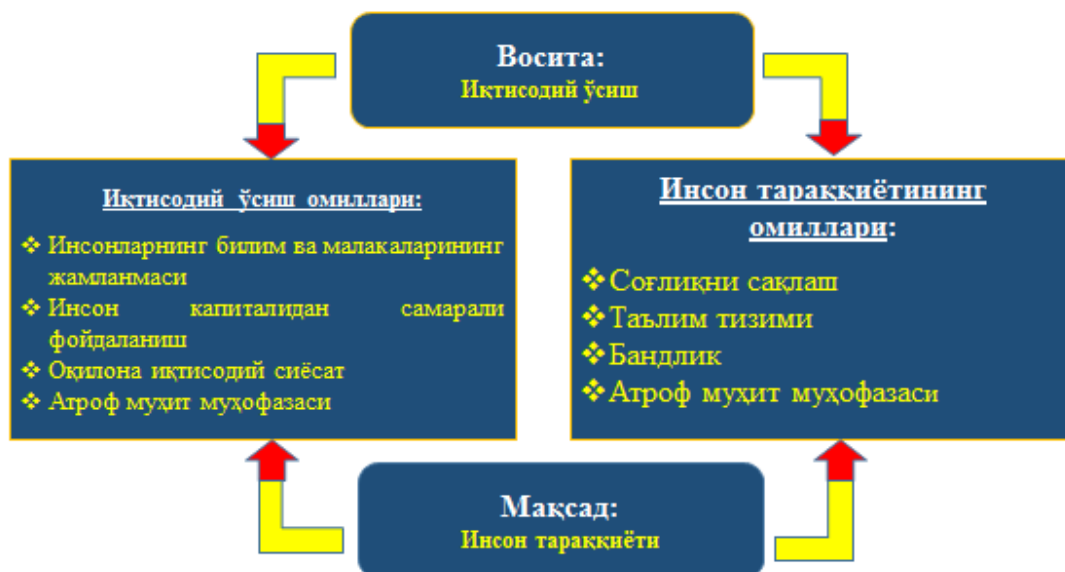 Восита:
Иқтисодий ўсиш
Иқтисодий ўсиш омиллари:
❖ Инсонларнинг билим ва малакаларининг
жамланмаси
❖ Инсон капиталидан самарали
фойдаланиш
❖ Оқилона иқтисодий сиёсат
❖ Атроф муҳит муҳофазаси
Инсон тараққиётининг
омиллари:
❖ Соғлиқни сақлаш
❖ Таълим тизими
❖ Бандлик
❖ Атроф муҳит муҳофазаси
Мақсад:
Инсон тараққиёти